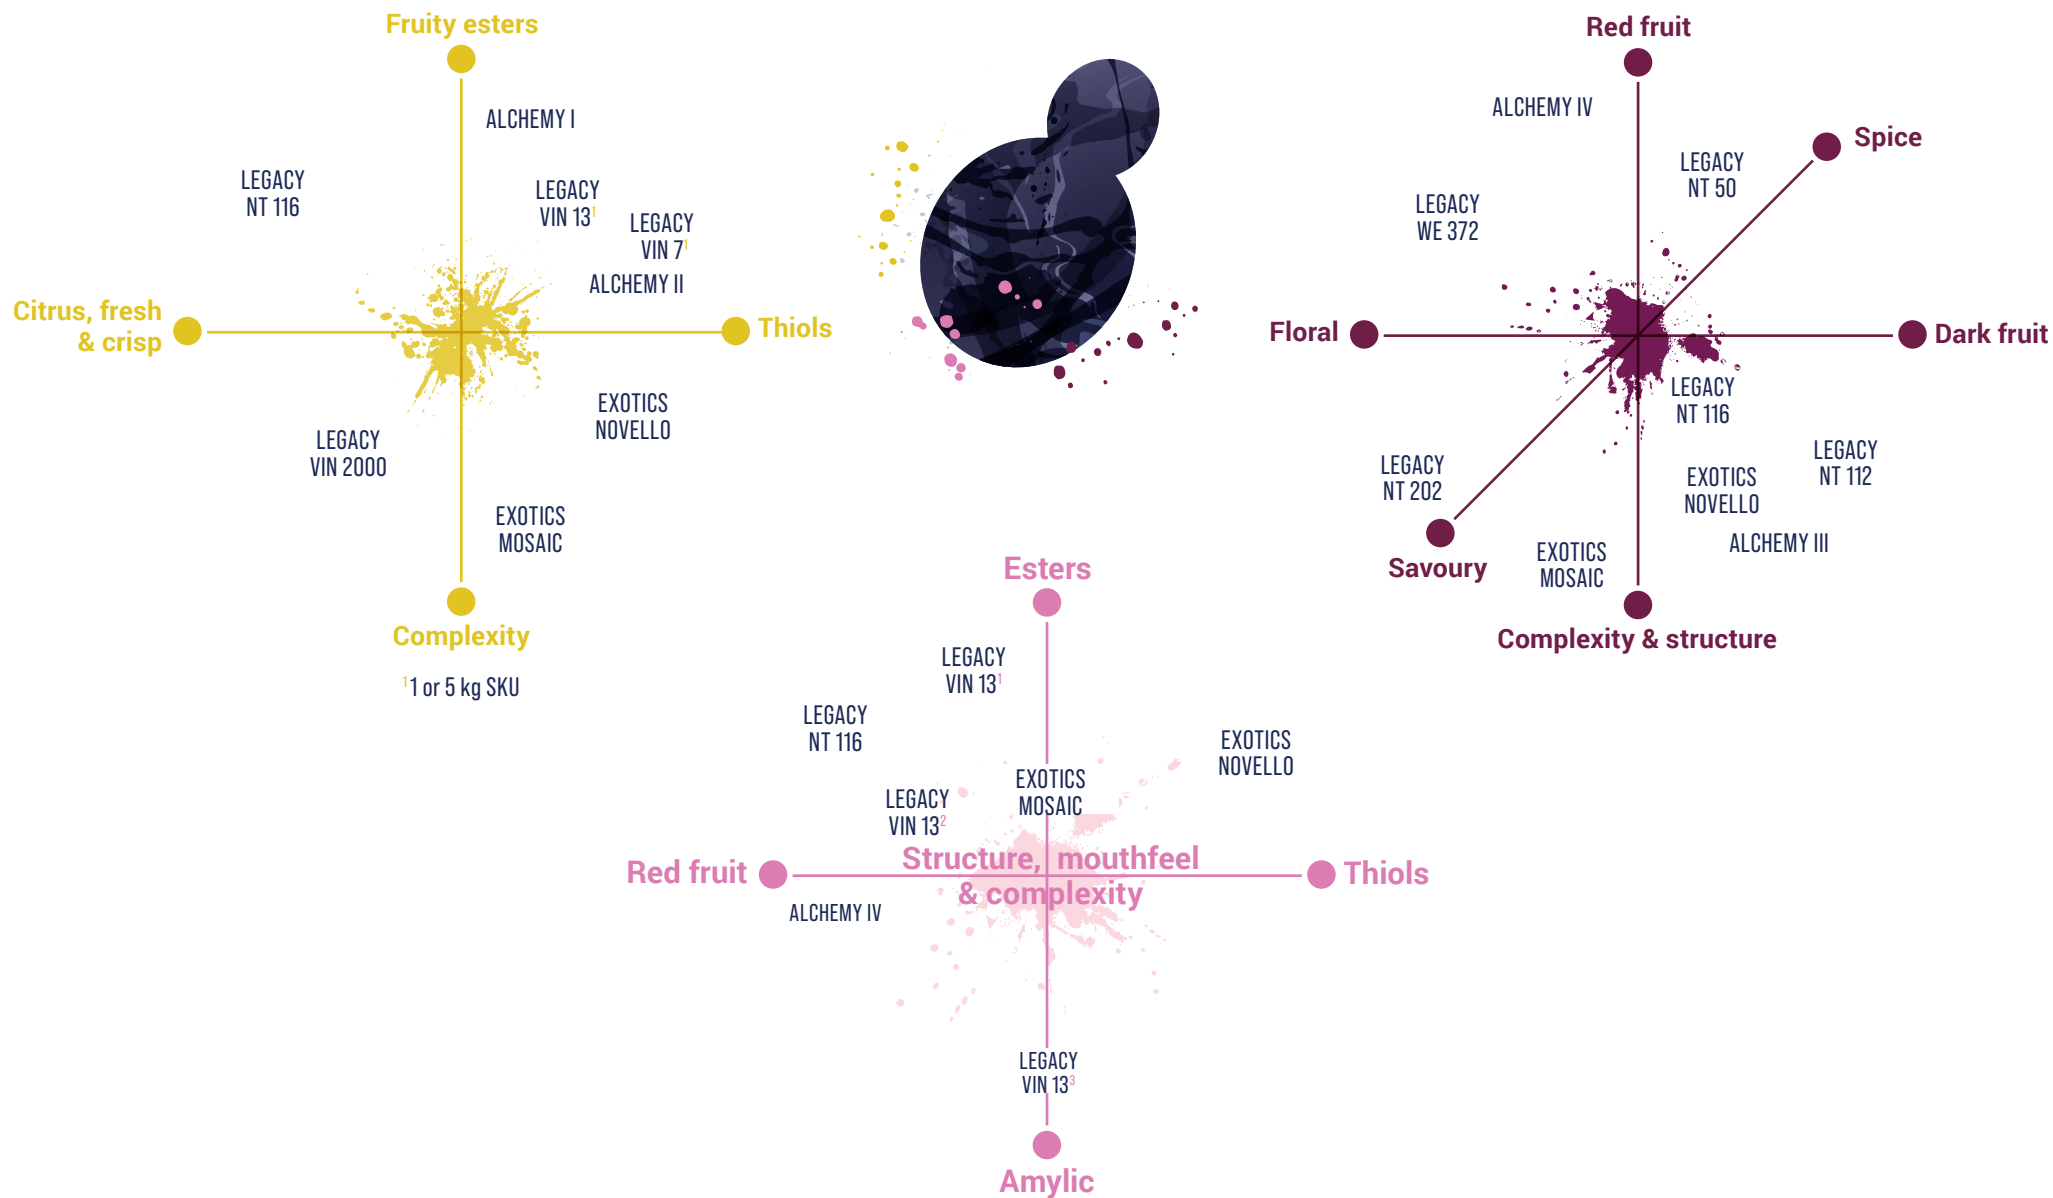 Fruity esters
ALCHEMY I
LEGACY
NT 116
LEGACY
VIN 13¹
LEGACY
VIN 7¹
ALCHEMY II
Citrus, fresh
& crisp
Thiols
EXOTICS
NOVELLO
LEGACY
VIN 2000
EXOTICS
MOSAIC
Complexity
¹1 or 5 kg SKU
Red fruit
ALCHEMY IV
Spice
LEGACY
NT 50
LEGACY
WE 372
Floral
Dark fruit
LEGACY
NT 116
LEGACY
NT 112
LEGACY
NT 202
EXOTICS
NOVELLO
ALCHEMY III
EXOTICS
MOSAIC
Savoury
Complexity & structure
Esters
LEGACY
VIN 13¹
LEGACY
NT 116
EXOTICS
NOVELLO
EXOTICS
MOSAIC
LEGACY
VIN 13²
Structure, mouthfeel
& complexity
Red fruit
Thiols
ALCHEMY IV
LEGACY
VIN 13³
Amylic